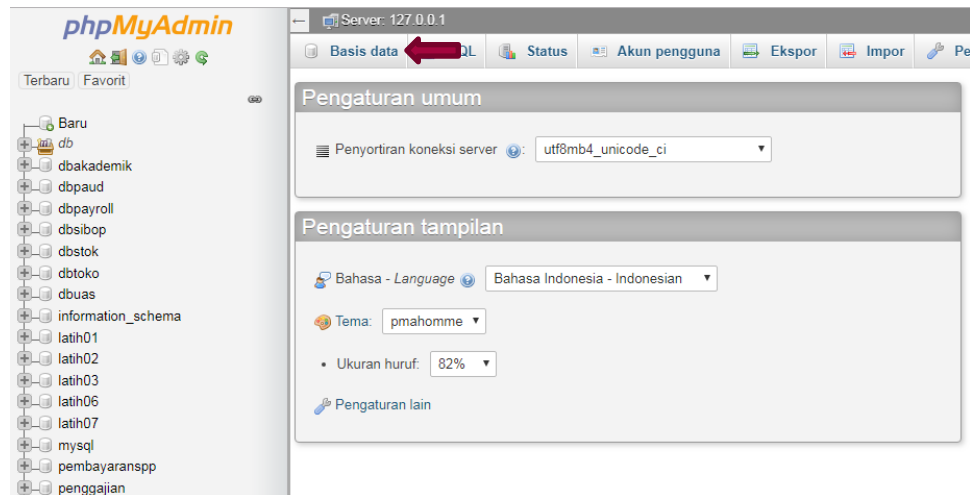 phpMyAdmin
Terbaru Favorit
Baru
db
dbakademik
dbpaud
dbpayroll
dbsibop
dbstok
dbtoko
dbuas
information_schema
latih01
latih02
latih03
latih06
latih07
mysql
pembayaranspp
penggajian
Server: 127.0.0.1
Basis data QL Status Akun pengguna Ekspor Impor Pe
Pengaturan umum
Penyortiran koneksi server : utf8mb4_unicode_ci
Pengaturan tampilan
Bahasa - Language Bahasa Indonesia - Indonesian
Tema: pmahomme
• Ukuran huruf: 82%
Pengaturan lain